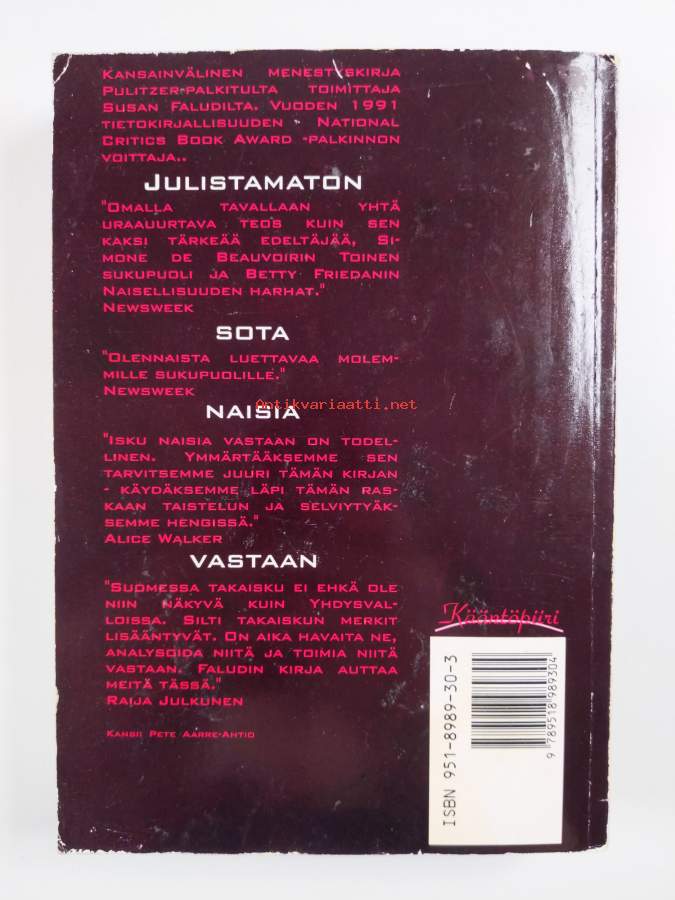 KANSAINVÄLINEN MENESTYSKIRJA
PULITZER-PALKITULTA TOIMITTAJA
SUSAN FALUDILTA. VUODEN 1991
TIETOKIRJALLISUUDEN NATIONAL
CRITICS BOOK AWARD -PALKINNON
VOITTAJA..
JULISTAMATON
"OMALLA TAVALLAAN YHTÄ
URAAUURTAVA TEOS KUIN SEN
KAKSI TÄRKEÄÄ EDELTÄJÄÄ, SI-
MONE DE BEAUVOIRIN TOINEN
SUKUPUOLI JA BETTY FRIEDANIN
NAISELLISUUDEN HARHAT."
NEWSWEEK
SOTA
"OLENNAISTA LUETTAVAA MOLEM-
MILLE SUKUPUOLILLE."
NEWSWEEK
Antikvariaatti.net
NAISIA
"ISKU NAISIA VASTAAN ON TODEL-
LINEN. YMMÄRTÄÄKSEMME SEN
TARVITSEMME JUURI TÄMÄN KIRJAN
- KÄYDÄKSEMME LÄPI TÄMÄN RAS-
KAAN TAISTELUN JA SELVIYTYÄK-
SEMME HENGISSÄ."
ALICE WALKER
VASTAAN
"SUOMESSA TAKAISKU EI EHKÄ OLE
NIIN NÄKYVÄ KUIN YHDYSVAL-
LOISSA. SILTI TAKAISKUN MERKIT
LISÄÄNTYVÄT. ON AIKA HAVAITA NE,
ANALYSOIDA NIITÄ JA TOIMIA NIITÄ
VASTAAN. FALUDIN KIRJA AUTTAA
MEITÄ TÄSSÄ."
RAIJA JULKUNEN
KANSII PETE AARRE-AHTIO
Kääntöpiiri
ISBN 951-8989-30-3
9 789518 989304